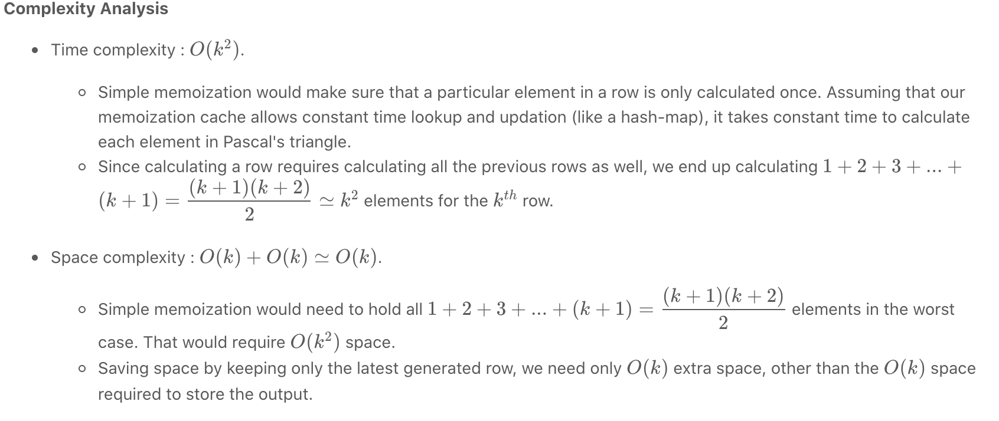 Complexity Analysis
• Time complexity : O(k²).
◦ Simple memoization would make sure that a particular element in a row is only calculated once. Assuming that our
memoization cache allows constant time lookup and updation (like a hash-map), it takes constant time to calculate
each element in Pascal's triangle.
◦ Since calculating a row requires calculating all the previous rows as well, we end up calculating 1 + 2 + 3 + ... +
(k + 1) = \frac{(k + 1)(k + 2)}{2} ≃ k² elements for the k^{th} row.
• Space complexity : O(k) + O(k) ≃ O(k).
◦ Simple memoization would need to hold all 1 + 2 + 3 + ... + (k + 1) = \frac{(k + 1)(k + 2)}{2} elements in the worst
case. That would require O(k²) space.
◦ Saving space by keeping only the latest generated row, we need only O(k) extra space, other than the O(k) space
required to store the output.